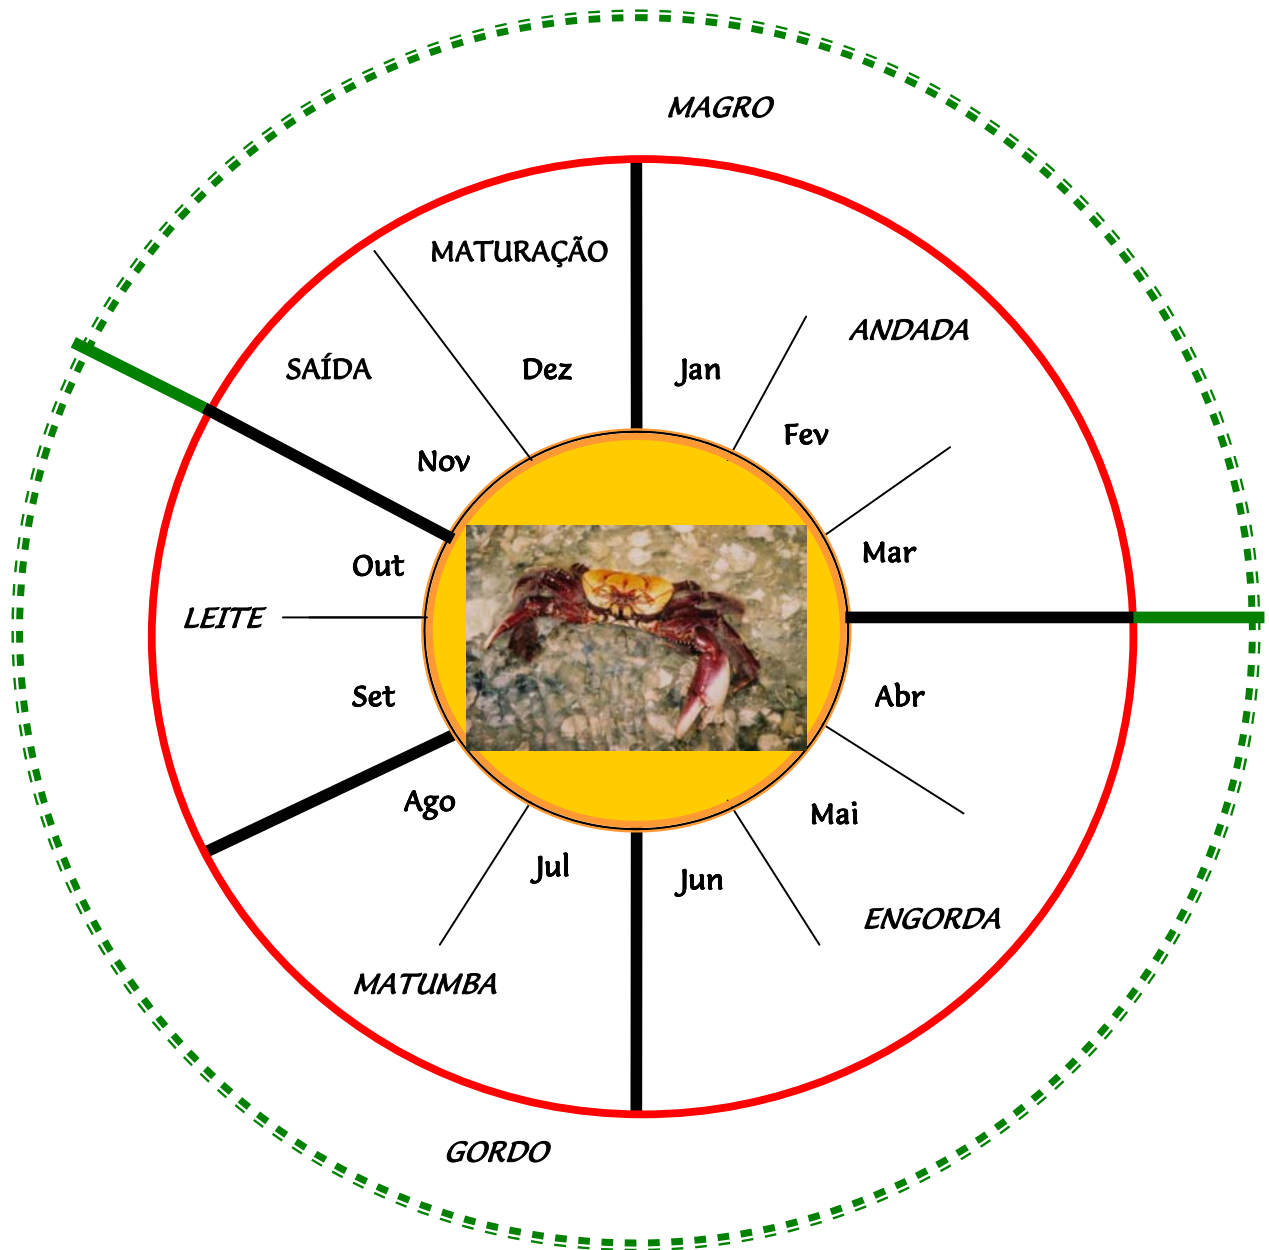 MAGRO
MATURAÇÃO
ANDADA
SAÍDA
Dez
Jan
Fev
Nov
Mar
Out
LEITE
Set
Abr
Ago
Mai
Jul
Jun
ENGORDA
MATUMBA
GORDO